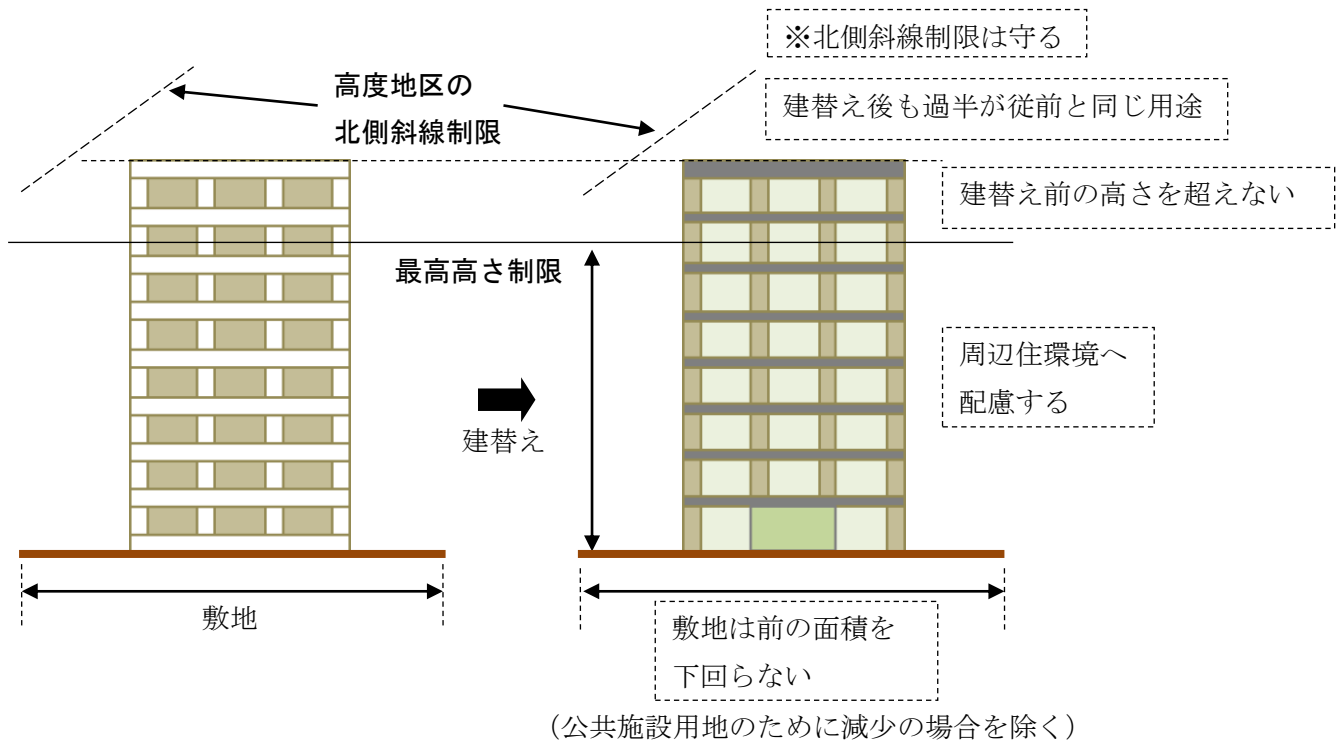 ※北側斜線制限は守る
高度地区の
北側斜線制限
建替え後も過半が従前と同じ用途
建替え前の高さを超えない
最高高さ制限
周辺住環境へ
配慮する
建替え
敷地
敷地は前の面積を
下回らない
（公共施設用地のために減少の場合を除く）